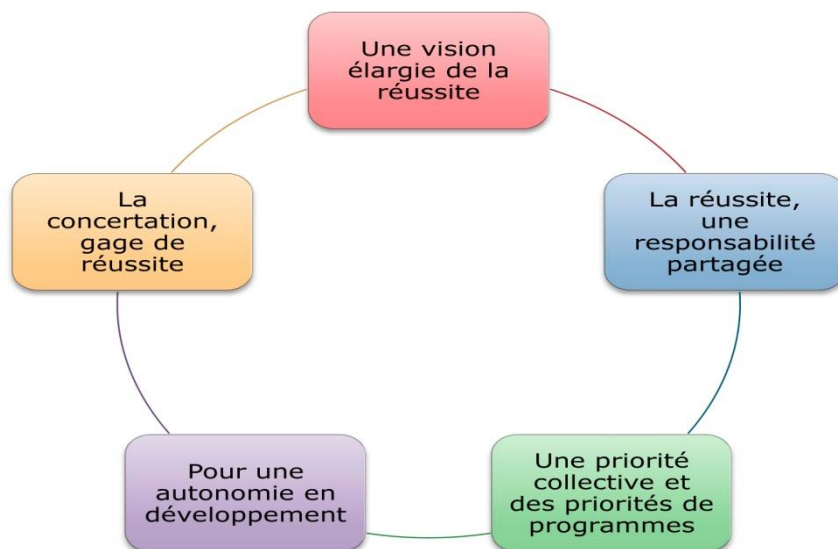 Une vision
élargie de la
réussite
La réussite,
une
responsabilité
partagée
Une priorité
collective et
des priorités de
programmes
Pour une
autonomie en
développement
La
concertation,
gage de
réussite